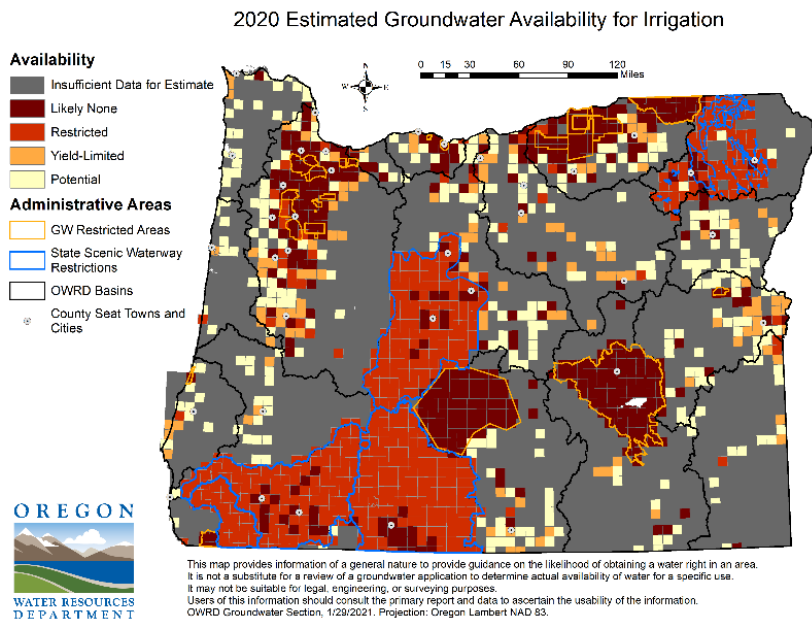 2020 Estimated Groundwater Availability for Irrigation
Availability
Insufficient Data for Estimate
Likely None
Restricted
Yield-Limited
Potential
Administrative Areas
GW Restricted Areas
State Scenic Waterway
Restrictions
OWRD Basins
County Seat Towns and
Cities
N
W E
S
0 15 30 60 90 120
Miles
OREGON
WATER RESOURCES
DEPARTMENT
This map provides information of a general nature to provide guidance on the likelihood of obtaining a water right in an area.
It is not a substitute for a review of a groundwater application to determine actual availability of water for a specific use.
It may not be suitable for legal, engineering, or surveying purposes.
Users of this information should consult the primary report and data to ascertain the usability of the information.
OWRD Groundwater Section, 1/29/2021. Projection: Oregon Lambert NAD 83.